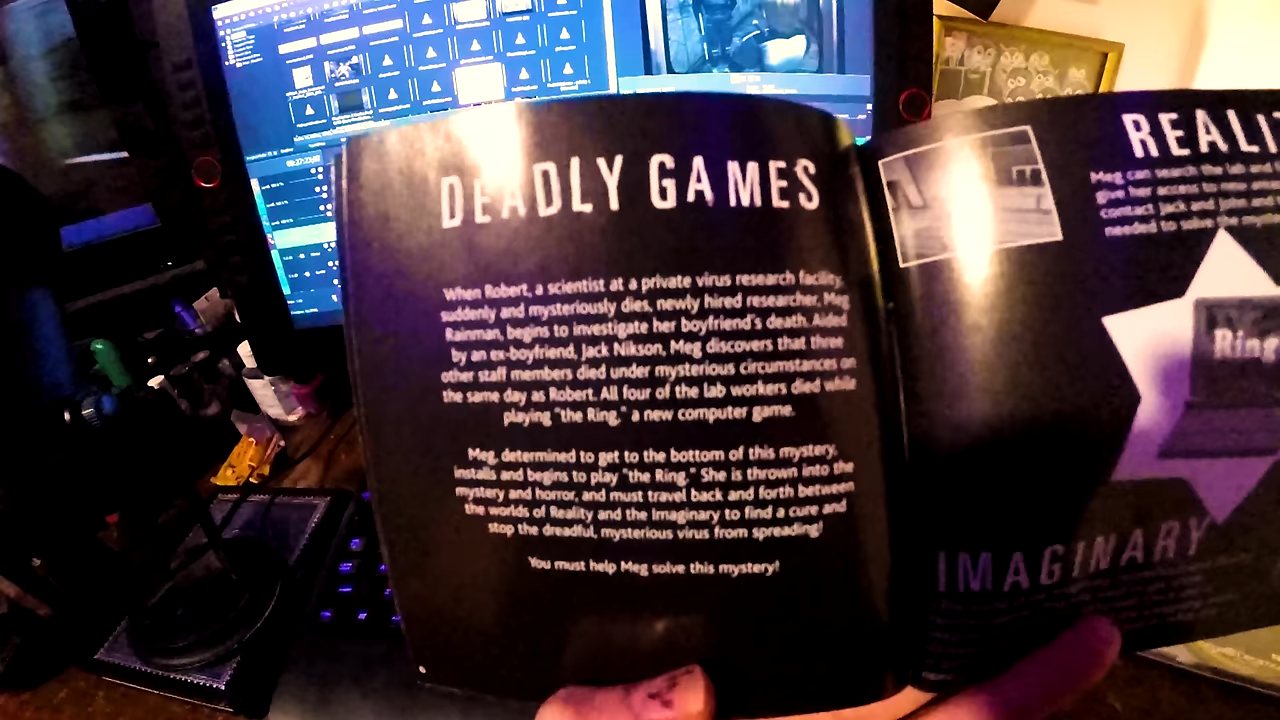 DEADLY GAMES
When Robert, a scientist at a private virus research facility,
suddenly and mysteriously dies, newly hired researcher, Meg
Rainman, begins to investigate her boyfriend's death. Aided
by an ex-boyfriend, Jack Nikson, Meg discovers that three
other staff members died under mysterious circumstances on
the same day as Robert. All four of the lab workers died while
playing "the Ring," a new computer game.
Meg, determined to get to the bottom of this mystery,
installs and begins to play "the Ring." She is thrown into the
mystery and horror, and must travel back and forth between
the worlds of Reality and the Imaginary to find a cure and
stop the dreadful, mysterious virus from spreading!
You must help Meg solve this mystery!
REALI
Meg can search the lab and
give her access to new
contact Jack and John and
needed to solve the
Ring
IMAGINARY